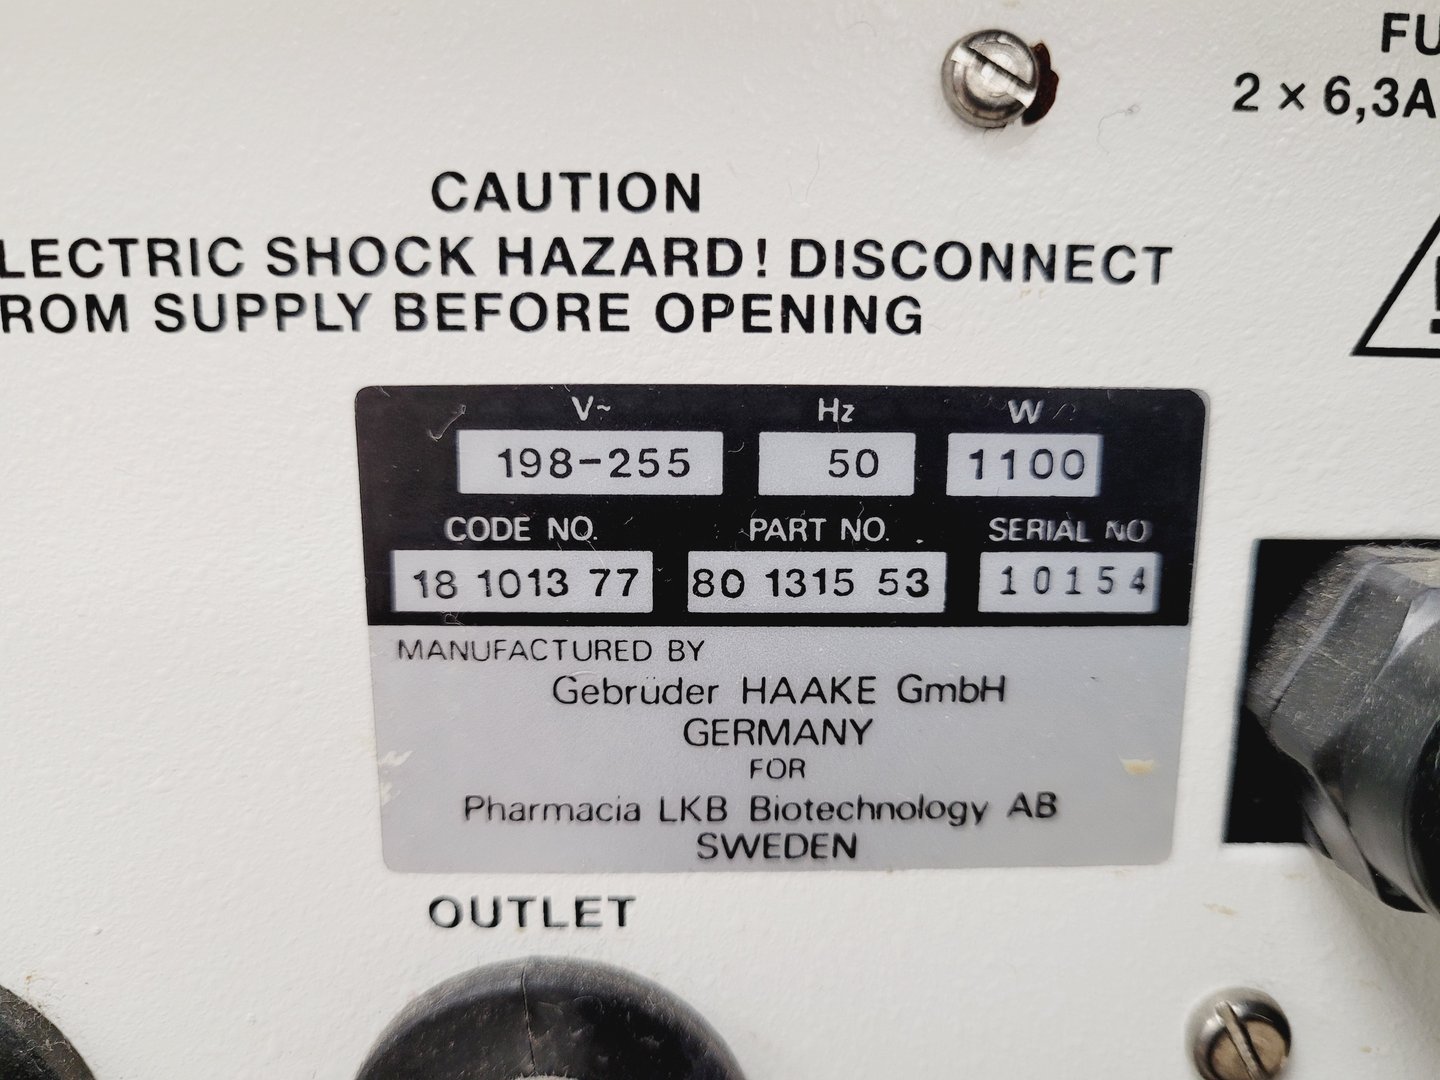 FU
2 × 6,3A
CAUTION
LECTRIC SHOCK HAZARD! DISCONNECT
ROM SUPPLY BEFORE OPENING
V~ Hz W
198-255 50 1100
CODE NO. PART NO. SERIAL NO
18 1013 77 80 1315 53 10154
MANUFACTURED BY
Gebrüder HAAKE GmbH
GERMANY
FOR
Pharmacia LKB Biotechnology AB
SWEDEN
OUTLET